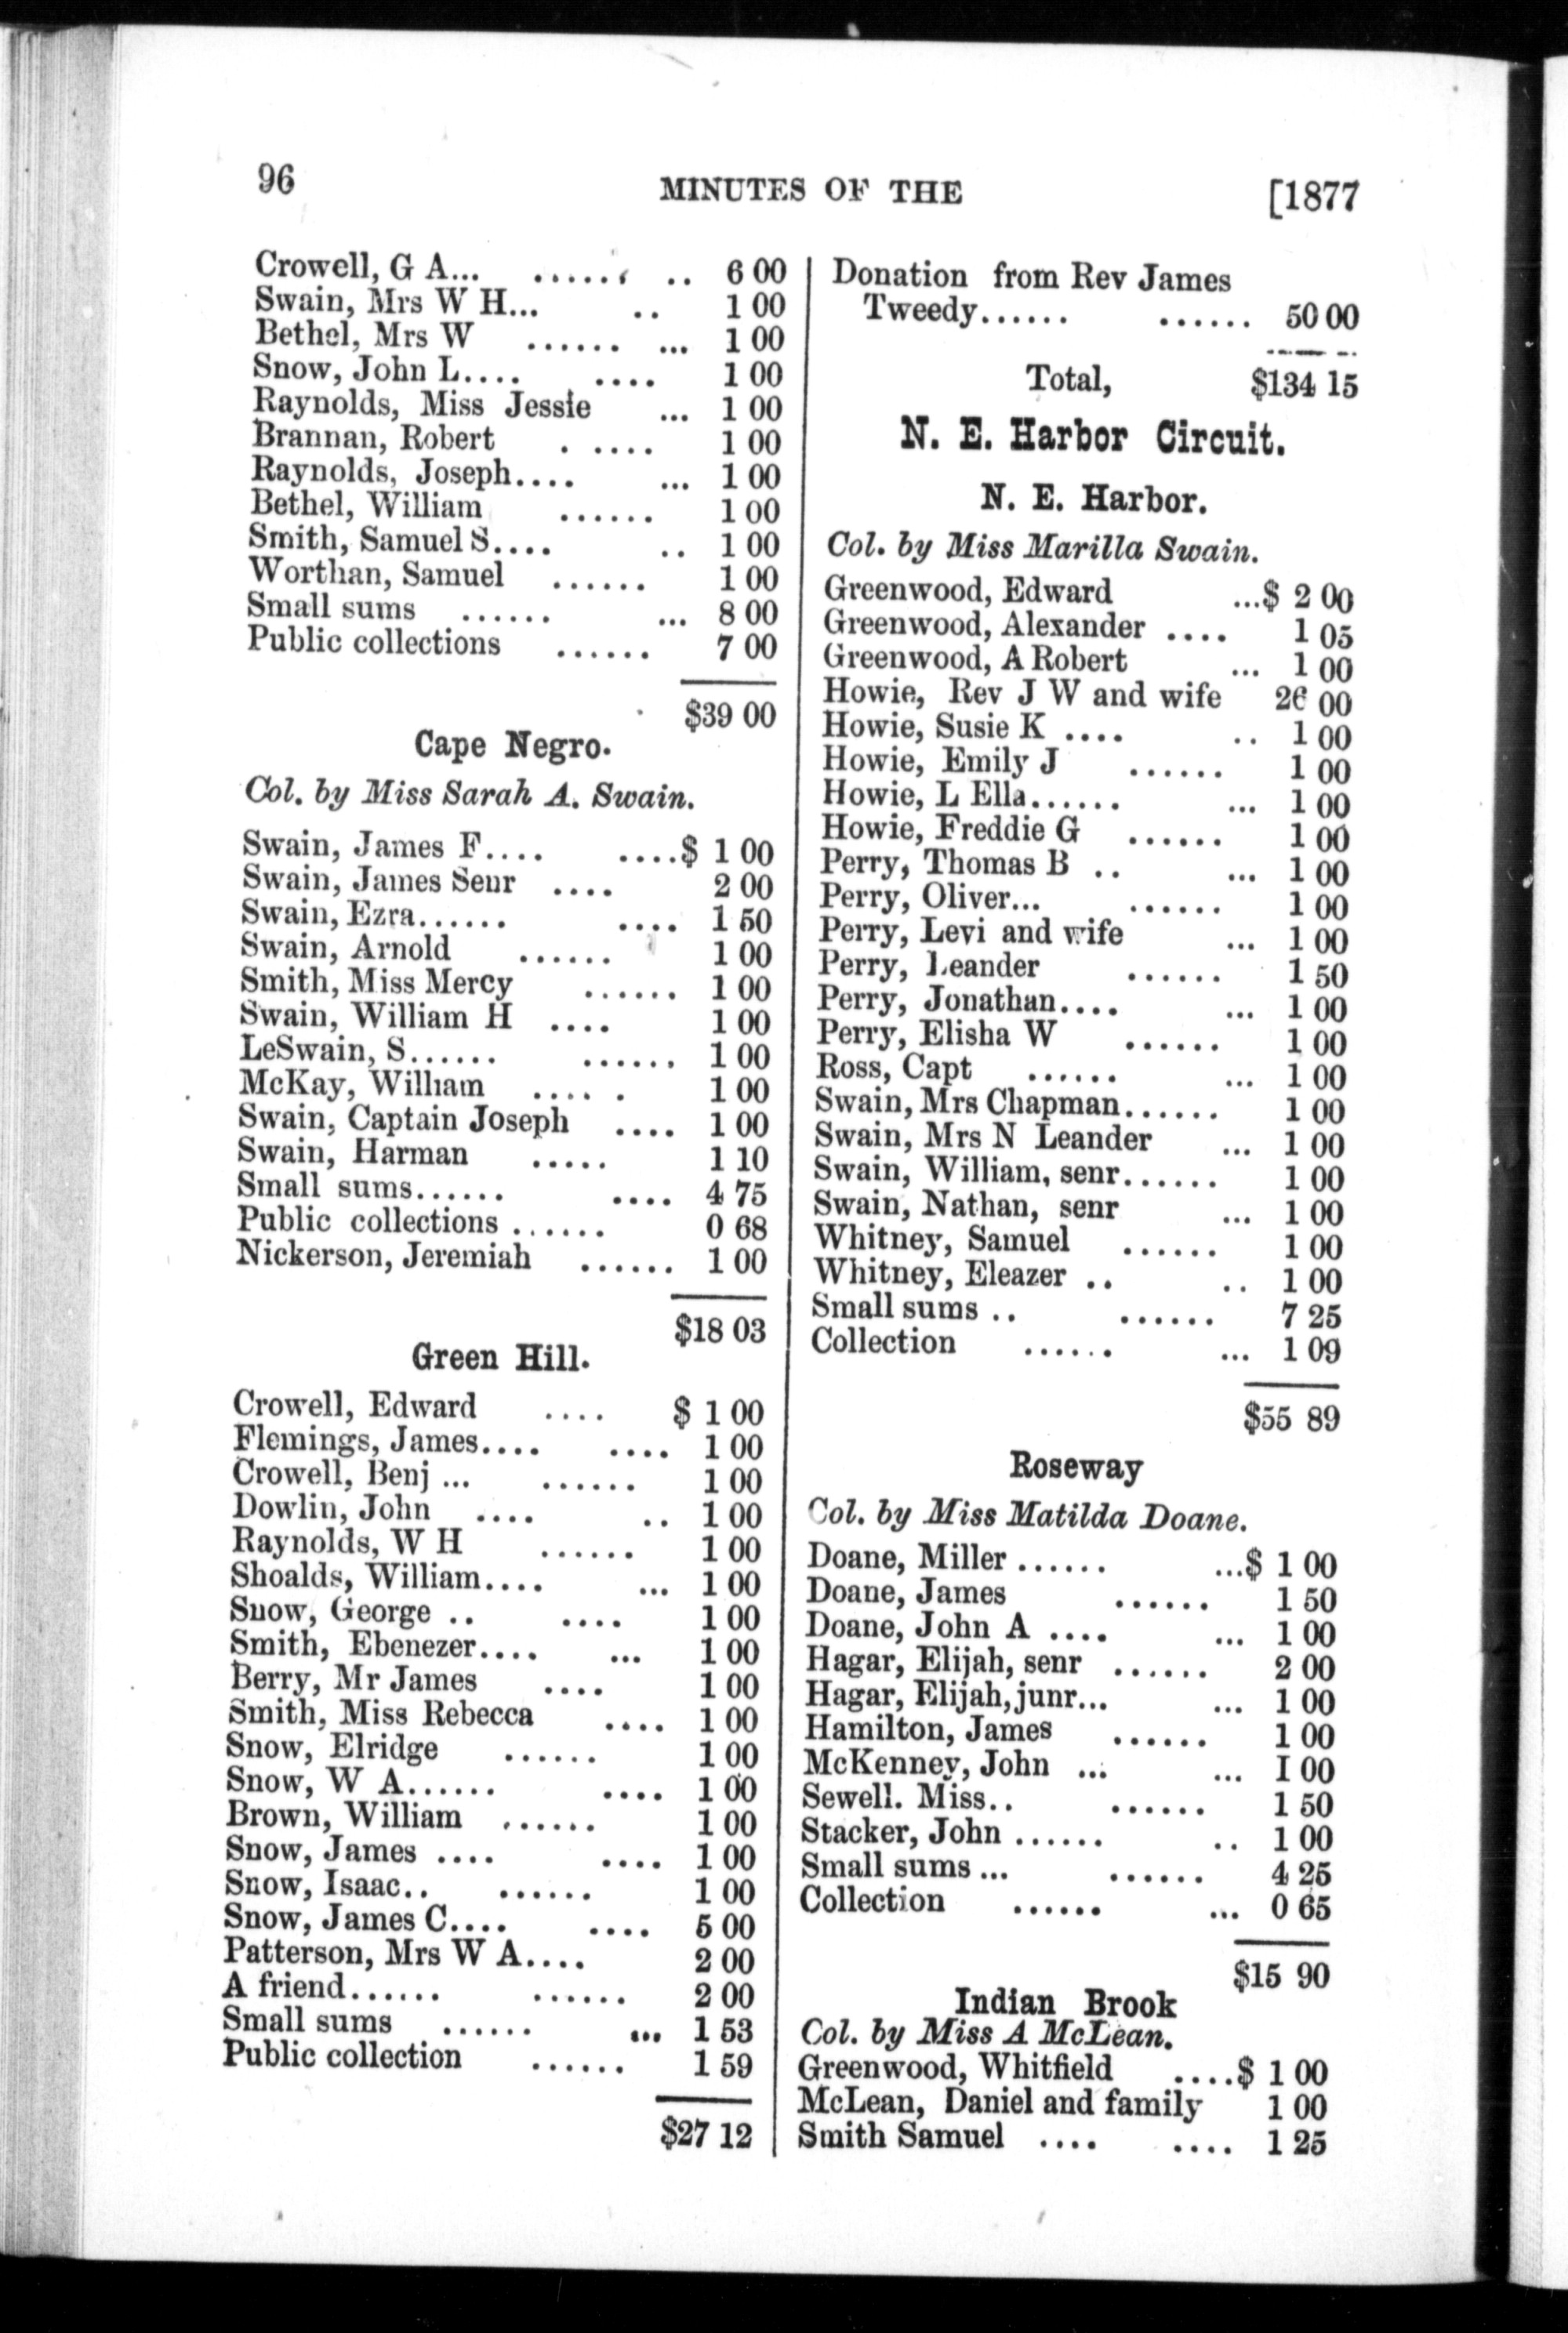 96 MINUTES OF THE [1877
Crowell, G A... ...... .. 6 00
Swain, Mrs W H... .. 1 00
Bethel, Mrs W ...... ... 1 00
Snow, John L.... .... 1 00
Raynolds, Miss Jessie ... 1 00
Brannan, Robert . .... 1 00
Raynolds, Joseph.... ... 1 00
Bethel, William ...... 1 00
Smith, Samuel S.... .. 1 00
Worthan, Samuel ...... 1 00
Small sums ...... ... 8 00
Public collections ...... 7 00
$39 00
Cape Negro.
Col. by Miss Sarah A. Swain.
Swain, James F.... ....$ 1 00
Swain, James Senr .... 2 00
Swain, Ezra...... .... 1 50
Swain, Arnold ...... 1 00
Smith, Miss Mercy ...... 1 00
Swain, William H .... 1 00
LeSwain, S...... ...... 1 00
McKay, William .... . 1 00
Swain, Captain Joseph .... 1 00
Swain, Harman ..... 1 10
Small sums...... .... 4 75
Public collections ...... 0 68
Nickerson, Jeremiah ...... 1 00
$18 03
Green Hill.
Crowell, Edward .... $ 1 00
Flemings, James.... .... 1 00
Crowell, Benj ... ...... 1 00
Dowlin, John .... .. 1 00
Raynolds, W H ...... 1 00
Shoalds, William.... ... 1 00
Snow, George .. .... 1 00
Smith, Ebenezer.... ... 1 00
Berry, Mr James .... 1 00
Smith, Miss Rebecca .... 1 00
Snow, Elridge ...... 1 00
Snow, W A...... .... 1 00
Brown, William ...... 1 00
Snow, James .... .... 1 00
Snow, Isaac.. ...... 1 00
Snow, James C.... .... 5 00
Patterson, Mrs W A.... 2 00
A friend...... ...... 2 00
Small sums ...... ... 1 53
Public collection ...... 1 59
$27 12
Donation from Rev James
Tweedy...... ...... 50 00
Total, $134 15
N. E. Harbor Circuit.
N. E. Harbor.
Col. by Miss Marilla Swain.
Greenwood, Edward ...$ 2 00
Greenwood, Alexander .... 1 05
Greenwood, A Robert ... 1 00
Howie, Rev J W and wife 26 00
Howie, Susie K .... .. 1 00
Howie, Emily J ...... 1 00
Howie, L Ella...... ... 1 00
Howie, Freddie G ...... 1 00
Perry, Thomas B .. ... 1 00
Perry, Oliver... ...... 1 00
Perry, Levi and wife ... 1 00
Perry, Leander ...... 1 50
Perry, Jonathan.... ... 1 00
Perry, Elisha W ...... 1 00
Ross, Capt ...... ... 1 00
Swain, Mrs Chapman...... 1 00
Swain, Mrs N Leander ... 1 00
Swain, William, senr...... 1 00
Swain, Nathan, senr ... 1 00
Whitney, Samuel ...... 1 00
Whitney, Eleazer .. .. 1 00
Small sums .. ...... 7 25
Collection ...... ... 1 09
$55 89
Roseway
Col. by Miss Matilda Doane.
Doane, Miller ...... ...$ 1 00
Doane, James ...... 1 50
Doane, John A .... ... 1 00
Hagar, Elijah, senr ...... 2 00
Hagar, Elijah, junr... ... 1 00
Hamilton, James ...... 1 00
McKenney, John ... ... I 00
Sewell. Miss.. ...... 1 50
Stacker, John ...... .. 1 00
Small sums ... ...... 4 25
Collection ...... ... 0 65
$15 90
Indian Brook
Col. by Miss A McLean.
Greenwood, Whitfield ....$ 1 00
McLean, Daniel and family 1 00
Smith Samuel .... .... 1 25